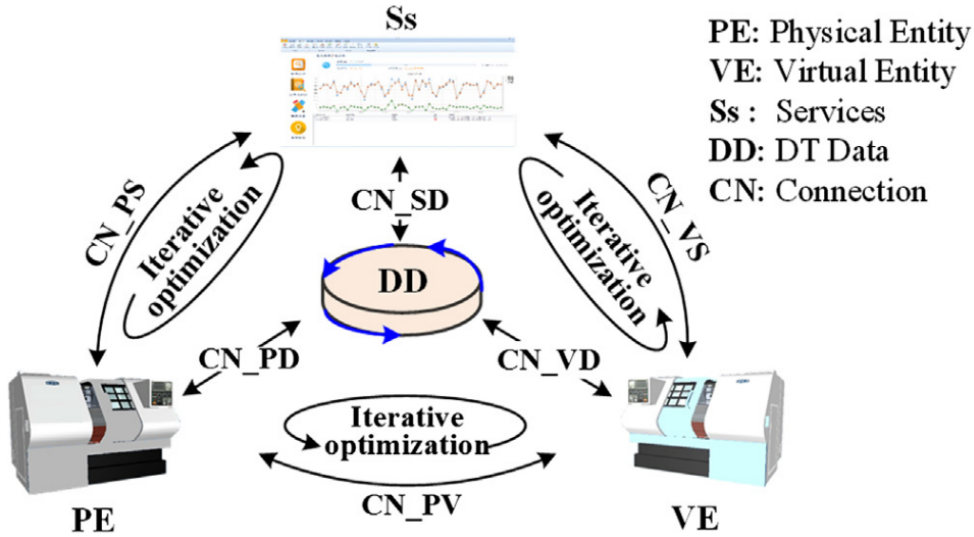 Ss
PE: Physical Entity
VE: Virtual Entity
Ss : Services
DD: DT Data
CN: Connection
CN_PS
Iterative
optimization
CN_SD
Iterative
optimization
CN_VS
DD
CN_PD
CN_VD
Iterative
optimization
CN_PV
PE
VE